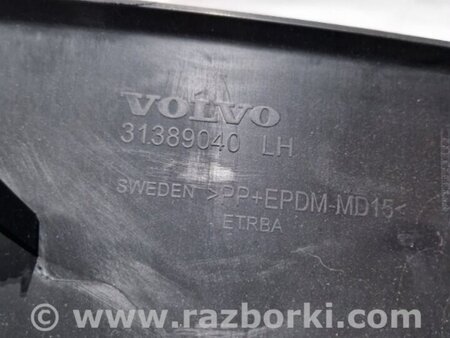 VOLVO
31389040 LH
SWEDEN >PP+EPDM-MD15<
ETRBA
www.razborki.com